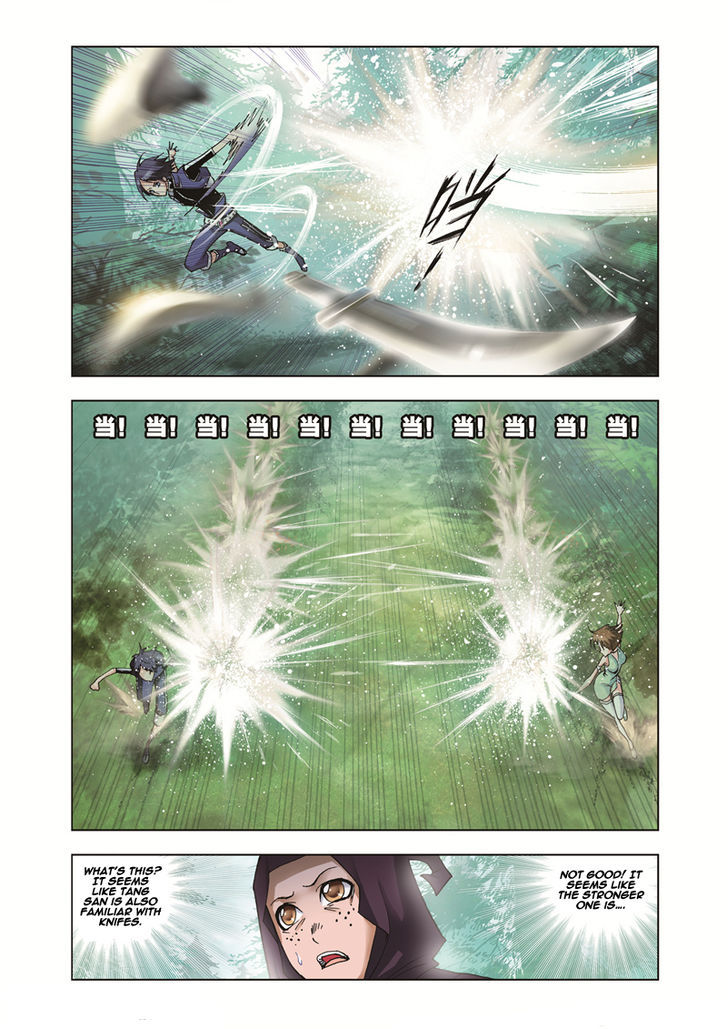 当
当! 当! 当! 当! 当! 当! 当! 当! 当! 当! 当!
WHAT'S THIS?
IT SEEMS
LIKE TANG
SAN IS ALSO
FAMILIAR WITH
KNIFES.
NOT GOOD! IT
SEEMS LIKE
THE STRONGER
ONE IS....